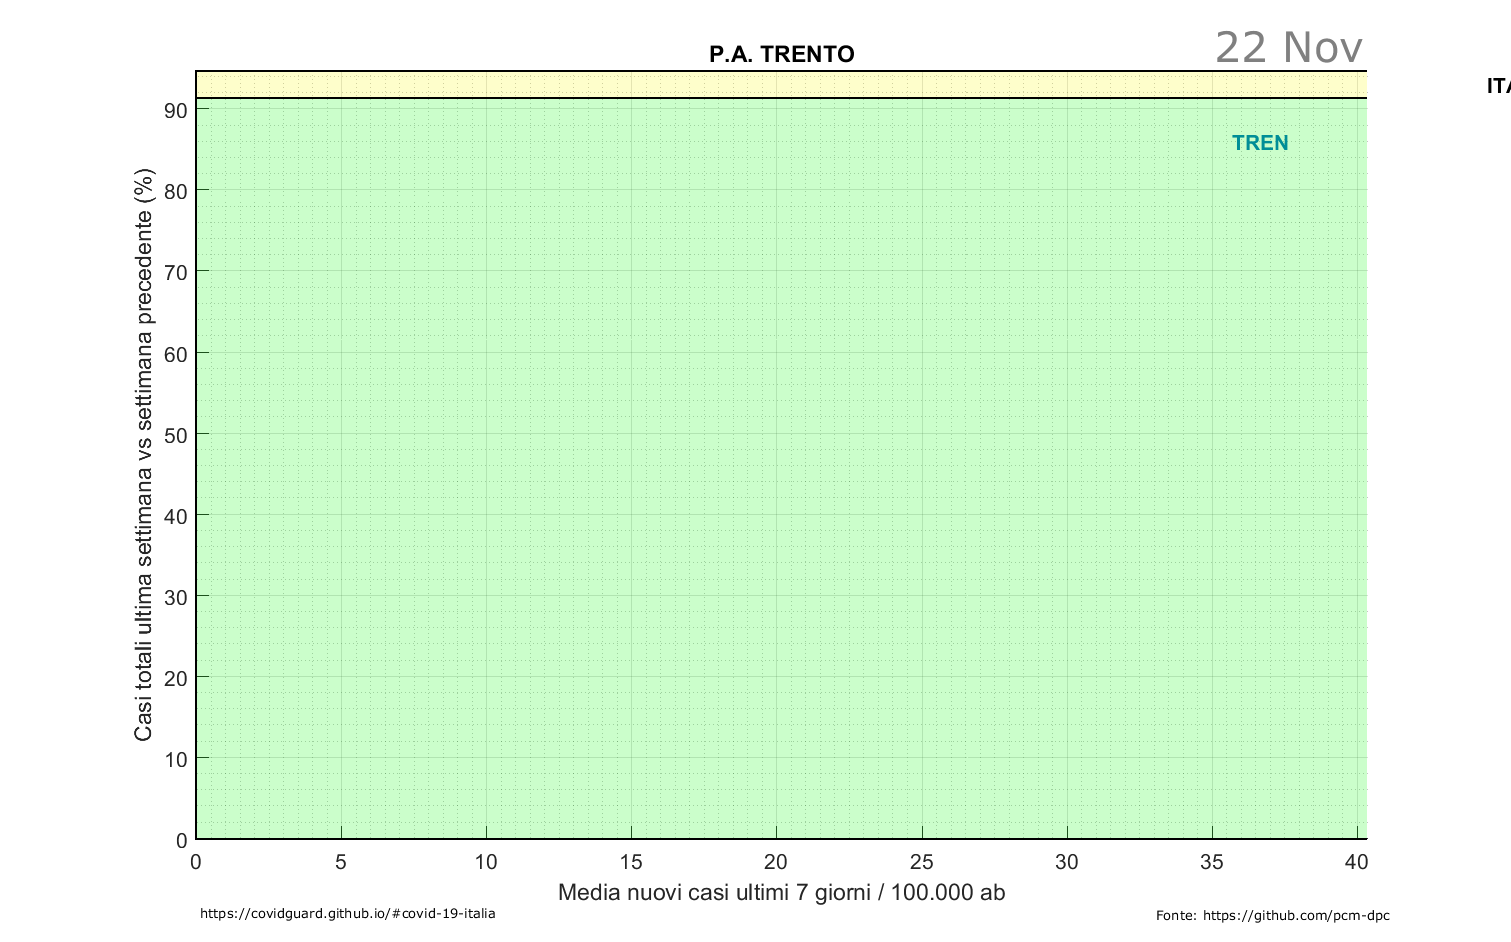 P.A. TRENTO
22 Nov
ITA
TREN
Casi totali ultima settimana vs settimana precedente (%)
90
80
70
60
50
40
30
20
10
0
0 5 10 15 20 25 30 35 40
Media nuovi casi ultimi 7 giorni / 100.000 ab
https://covidguard.github.io/#covid-19-italia
Fonte: https://github.com/pcm-dpc